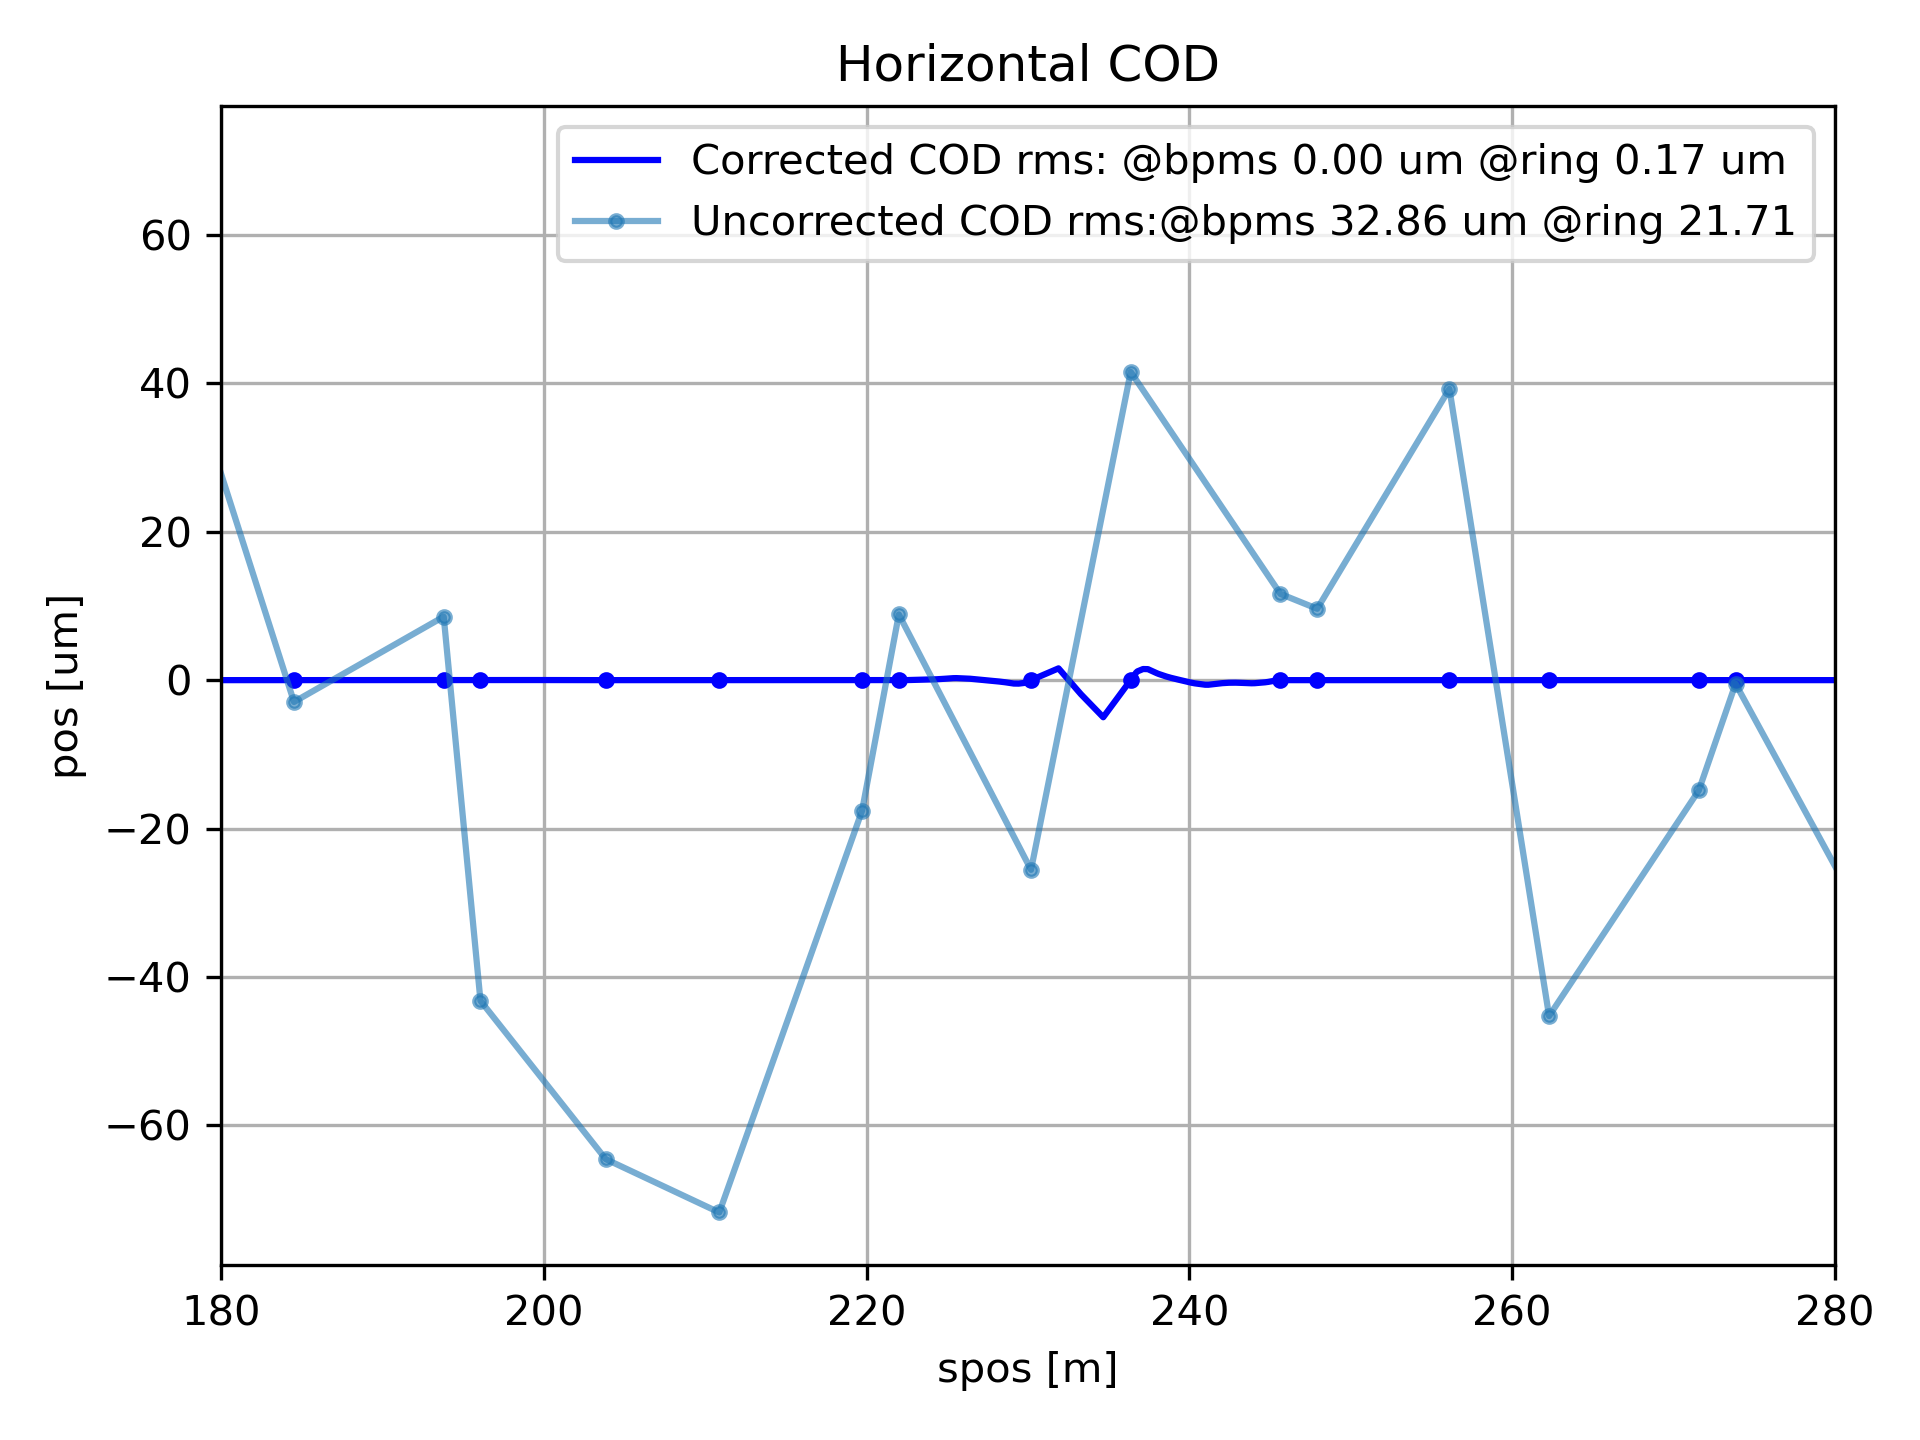 Horizontal COD
Corrected COD rms: @bpms 0.00 um @ring 0.17 um
Uncorrected COD rms:@bpms 32.86 um @ring 21.71
60
40
20
0
−20
−40
−60
pos [um]
180 200 220 240 260 280
spos [m]